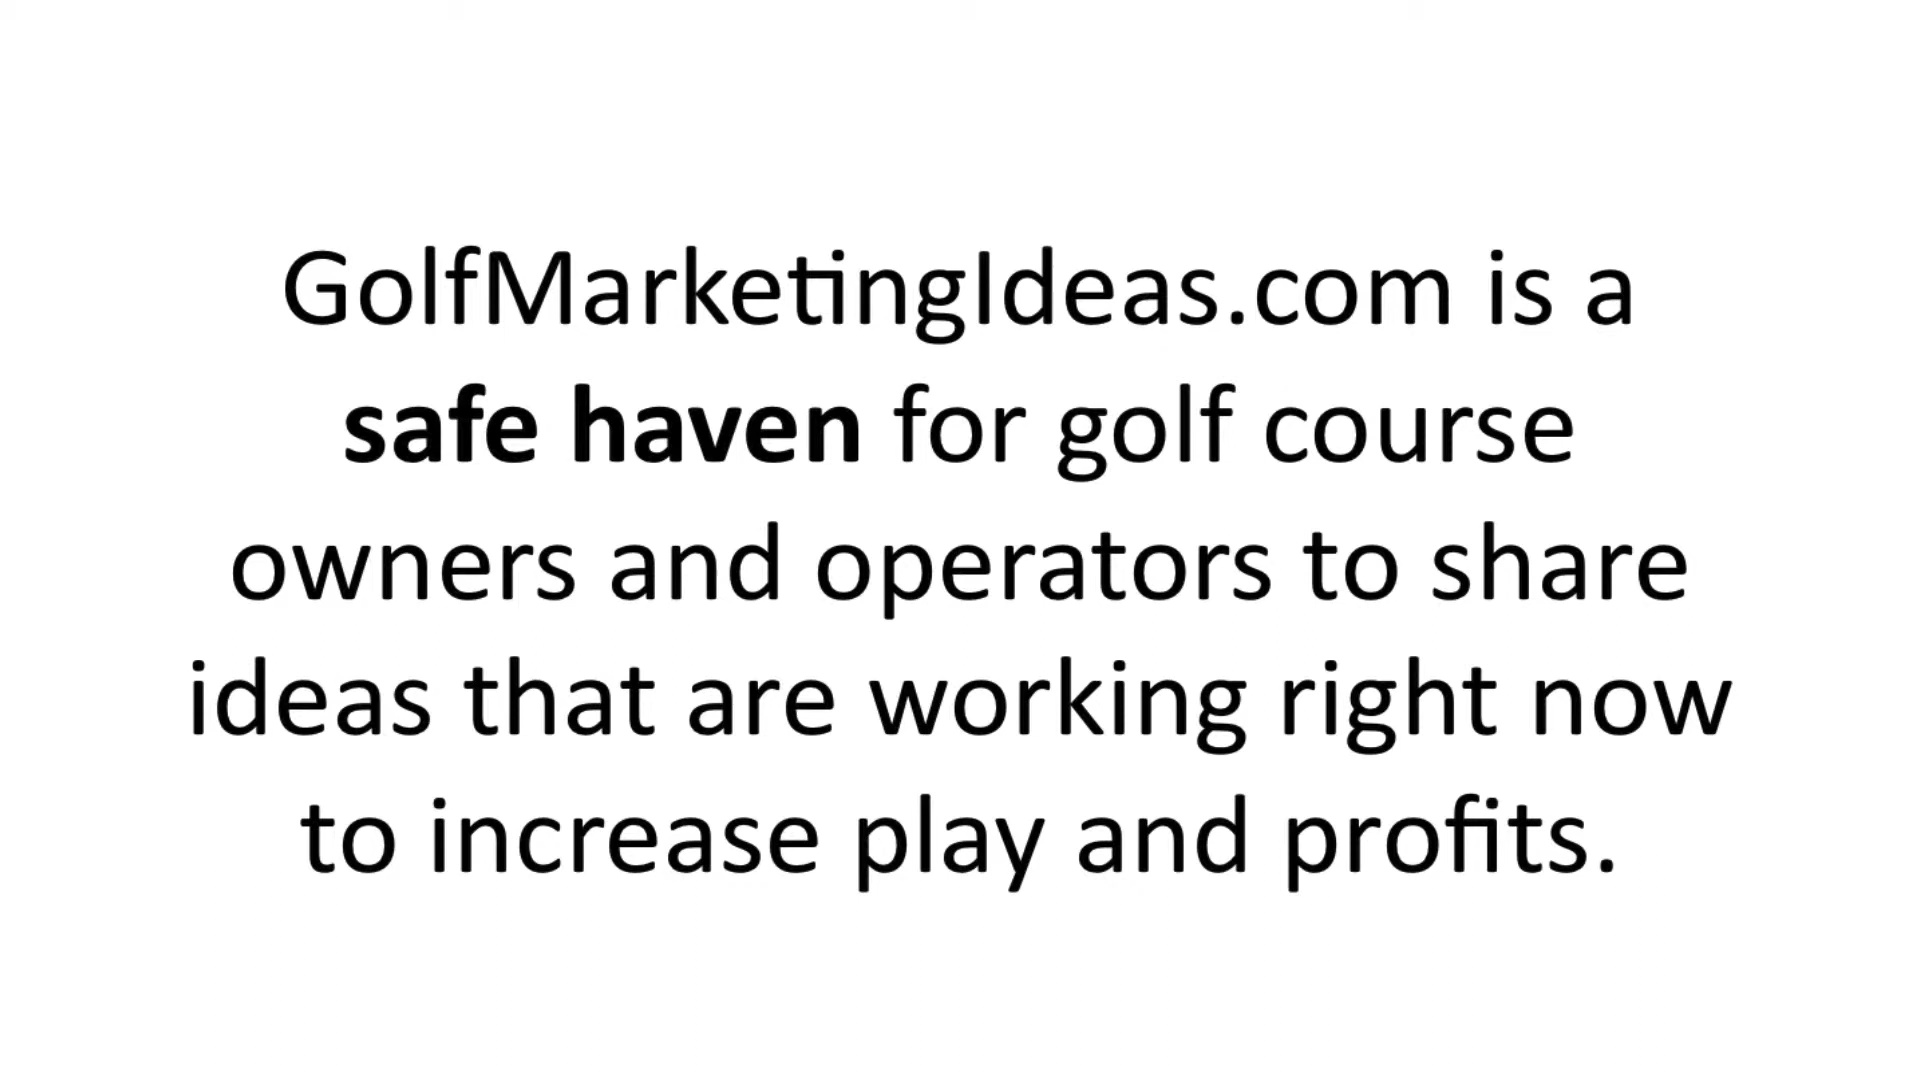 GolfMarketingIdeas.com is a
safe haven for golf course
owners and operators to share
ideas that are working right now
to increase play and profits.